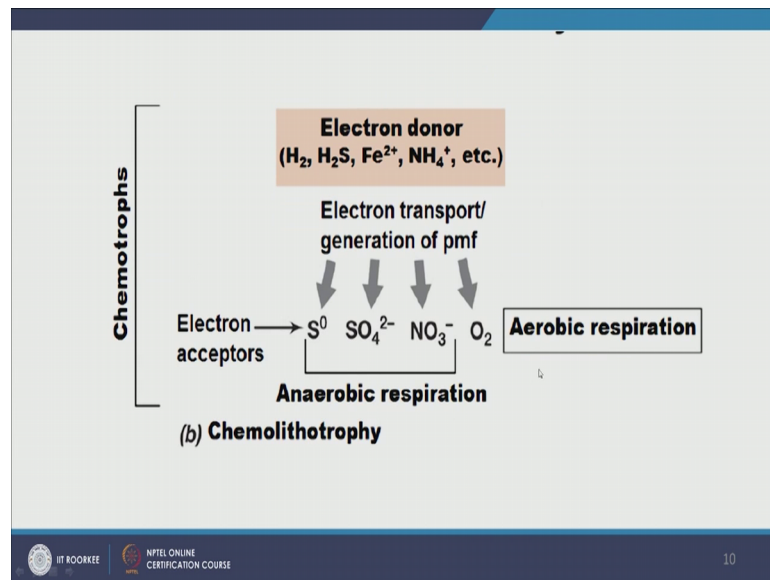 Chemotrophs
Electron donor
(H₂, H₂S, Fe²⁺, NH₄⁺, etc.)
Electron transport/
generation of pmf
Electron
acceptors
S⁰ SO₄²⁻ NO₃⁻ O₂
Aerobic respiration
Anaerobic respiration
(b) Chemolithotrophy
IIT ROORKEE
NPTEL ONLINE
CERTIFICATION COURSE
10